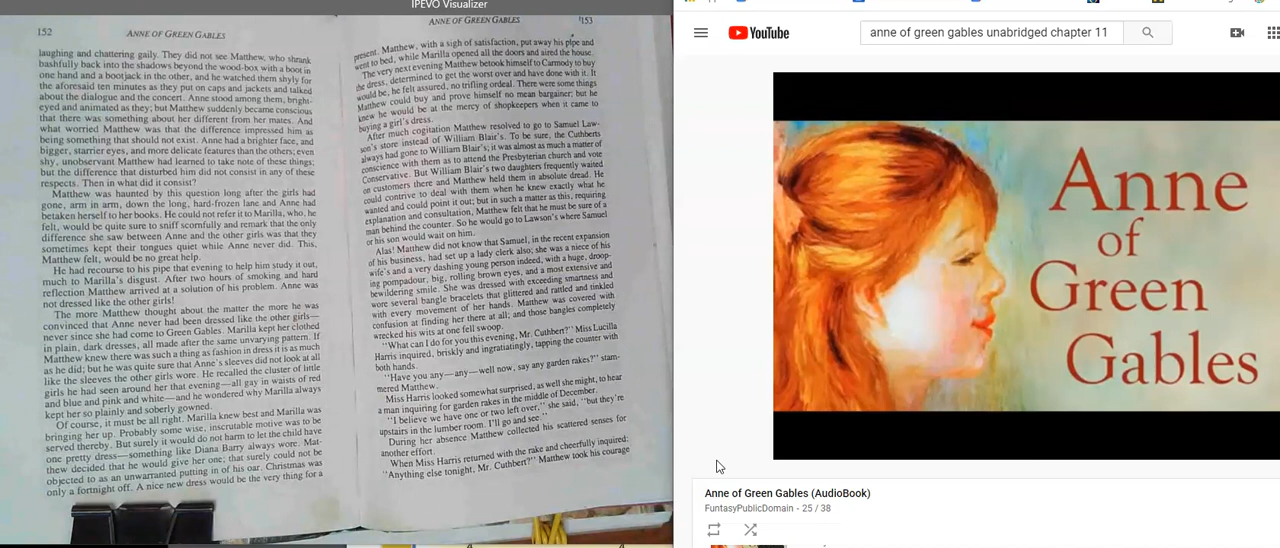 IPEVO Visualizer
152
ANNE OF GREEN GABLES
laughing and chattering gaily. They did not see Matthew, who shrank
bashfully back into the shadows beyond the wood-box with a boot in
one hand and a bootjack in the other, and he watched them shyly for
the aforesaid ten minutes as they put on caps and jackets and talked
about the dialogue and the concert. Anne stood among them, bright-
eyed and animated as they; but Matthew suddenly became conscious
that there was something about her different from her mates. And
what worried Matthew was that the difference impressed him as
being something that should not exist. Anne had a brighter face, and
bigger, starrier eyes, and more delicate features than the others; even
shy, unobservant Matthew had learned to take note of these things;
but the difference that disturbed him did not consist in any of these
respects. Then in what did it consist?
Matthew was haunted by this question long after the girls had
gone, arm in arm, down the long, hard-frozen lane and Anne had
betaken herself to her books. He could not refer it to Marilla, who, he
felt, would be quite sure to sniff scornfully and remark that the only
difference she saw between Anne and the other girls was that they
sometimes kept their tongues quiet while Anne never did. This,
Matthew felt, would be no great help.
He had recourse to his pipe that evening to help him study it out,
much to Marilla's disgust. After two hours of smoking and hard
reflection Matthew arrived at a solution of his problem. Anne was
not dressed like the other girls!
The more Matthew thought about the matter the more he was
convinced that Anne never had been dressed like the other girls—
never since she had come to Green Gables. Marilla kept her clothed
in plain, dark dresses, all made after the same unvarying pattern. If
Matthew knew there was such a thing as fashion in dress it is as much
as he did; but he was quite sure that Anne's sleeves did not look at all
like the sleeves the other girls wore. He recalled the cluster of little
girls he had seen around her that evening—all gay in waists of red
and blue and pink and white—and he wondered why Marilla always
kept her so plainly and soberly gowned.
Of course, it must be all right. Marilla knew best and Marilla was
bringing her up. Probably some wise, inscrutable motive was to be
served thereby. But surely it would do no harm to let the child have
one pretty dress—something like Diana Barry always wore. Mat-
thew decided that he would give her one; that surely could not be
objected to as an unwarranted putting in of his oar. Christmas was
only a fortnight off. A nice new dress would be the very thing for a
ANNE OF GREEN GABLES
153
present. Matthew, with a sigh of satisfaction, put away his pipe and
went to bed, while Marilla opened all the doors and aired the house.
The very next evening Matthew betook himself to Carmody to buy
the dress, determined to get the worst over and have done with it. It
would be, he felt assured, no trifling ordeal. There were some things
Matthew could buy and prove himself no mean bargainer; but he
knew he would be at the mercy of shopkeepers when it came to
buying a girl's dress.
After much cogitation Matthew resolved to go to Samuel Law-
son's store instead of William Blair's. To be sure, the Cuthberts
always had gone to William Blair's; it was almost as much a matter of
conscience with them as to attend the Presbyterian church and vote
Conservative. But William Blair's two daughters frequently waited
on customers there and Matthew held them in absolute dread. He
could contrive to deal with them when he knew exactly what he
wanted and could point it out; but in such a matter as this, requiring
explanation and consultation, Matthew felt that he must be sure of a
man behind the counter. So he would go to Lawson's where Samuel
or his son would wait on him.
Alas! Matthew did not know that Samuel, in the recent expansion
of his business, had set up a lady clerk also; she was a niece of his
wife's and a very dashing young person indeed, with a huge, droop-
ing pompadour, big, rolling brown eyes, and a most extensive and
bewildering smile. She was dressed with exceeding smartness and
wore several bangle bracelets that glittered and rattled and tinkled
with every movement of her hands. Matthew was covered with
confusion at finding her there at all; and those bangles completely
wrecked his wits at one fell swoop.
"What can I do for you this evening, Mr. Cuthbert?" Miss Lucilla
Harris inquired, briskly and ingratiatingly, tapping the counter with
both hands.
"Have you any—any—any—well now, say any garden rakes?" stam-
mered Matthew.
Miss Harris looked somewhat surprised, as well she might, to hear
a man inquiring for garden rakes in the middle of December.
"I believe we have one or two left over," she said, "but they're
upstairs in the lumber room. I'll go and see."
During her absence Matthew collected his scattered senses for
another effort.
When Miss Harris returned with the rake and cheerfully inquired:
"Anything else tonight, Mr. Cuthbert?" Matthew took his courage
YouTube
anne of green gables unabridged chapter 11
Anne
of
Green
Gables
Anne of Green Gables (AudioBook)
FuntasyPublicDomain - 25 / 38